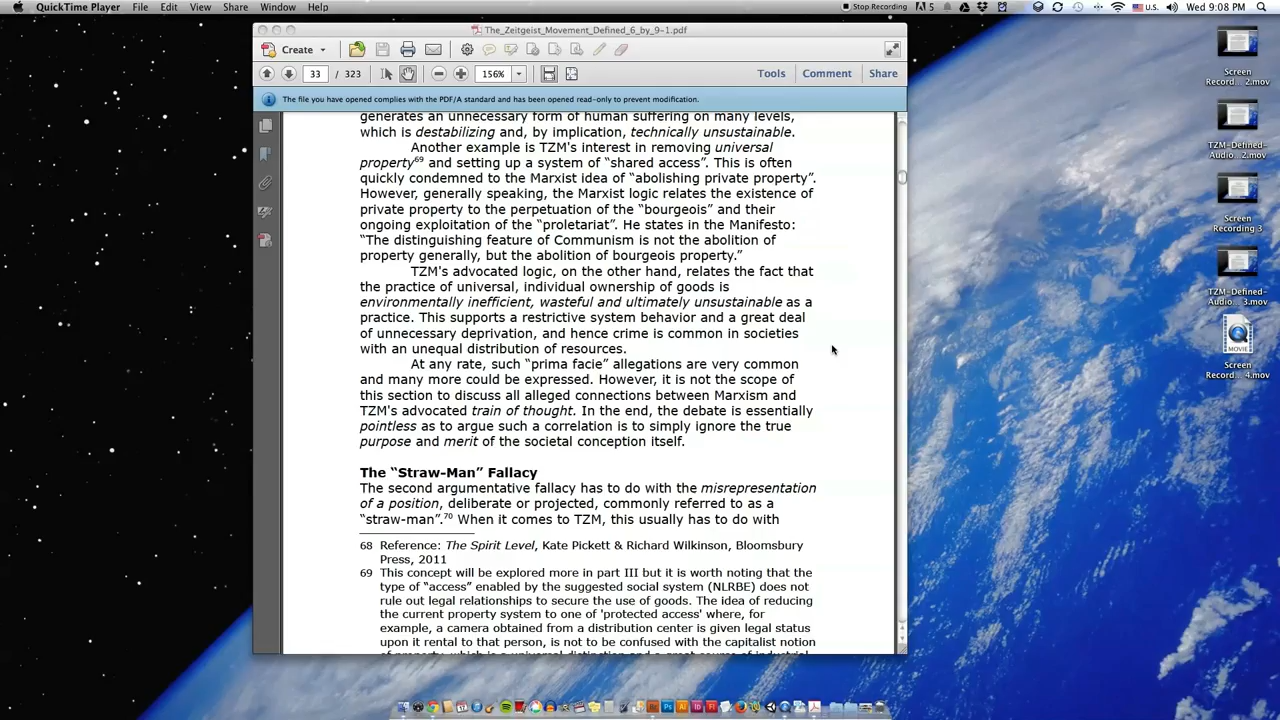 QuickTime Player File Edit View Share Window Help
Stop Recording 5 U.S. Wed 9:08 PM
The_Zeitgeist_Movement_Defined_6_by_9-1.pdf
Create
33 / 323 156% Tools Comment Share
The file you have opened complies with the PDF/A standard and has been opened read-only to prevent modification.
generates an unnecessary form of human suffering on many levels,
which is destabilizing and, by implication, technically unsustainable.
Another example is TZM's interest in removing universal
property69 and setting up a system of “shared access”. This is often
quickly condemned to the Marxist idea of “abolishing private property”.
However, generally speaking, the Marxist logic relates the existence of
private property to the perpetuation of the “bourgeois” and their
ongoing exploitation of the “proletariat”. He states in the Manifesto:
“The distinguishing feature of Communism is not the abolition of
property generally, but the abolition of bourgeois property.”
TZM's advocated logic, on the other hand, relates the fact that
the practice of universal, individual ownership of goods is
environmentally inefficient, wasteful and ultimately unsustainable as a
practice. This supports a restrictive system behavior and a great deal
of unnecessary deprivation, and hence crime is common in societies
with an unequal distribution of resources.
At any rate, such “prima facie” allegations are very common
and many more could be expressed. However, it is not the scope of
this section to discuss all alleged connections between Marxism and
TZM's advocated train of thought. In the end, the debate is essentially
pointless as to argue such a correlation is to simply ignore the true
purpose and merit of the societal conception itself.
The “Straw-Man” Fallacy
The second argumentative fallacy has to do with the misrepresentation
of a position, deliberate or projected, commonly referred to as a
“straw-man”.70 When it comes to TZM, this usually has to do with
68 Reference: The Spirit Level, Kate Pickett & Richard Wilkinson, Bloomsbury
Press, 2011
69 This concept will be explored more in part III but it is worth noting that the
type of “access” enabled by the suggested social system (NLRBE) does not
rule out legal relationships to secure the use of goods. The idea of reducing
the current property system to one of 'protected access' where, for
example, a camera obtained from a distribution center is given legal status
upon it rental to that person, is not to be confused with the capitalist notion
of property, which is a universal distinction and a great source of industrial
Screen
Record... 2.mov
TZM-Defined-
Audio...2.mov
Screen
Recording 3
TZM-Defined-
Audio ...3.mov
MOVIE
Screen
Record... 4.mov